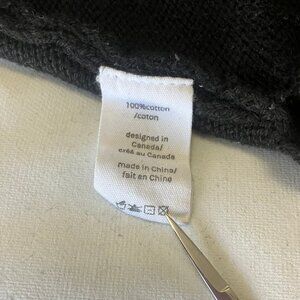 100%cotton
/coton
designed in
Canada/
créé au Canada
made in China/
fait en Chine